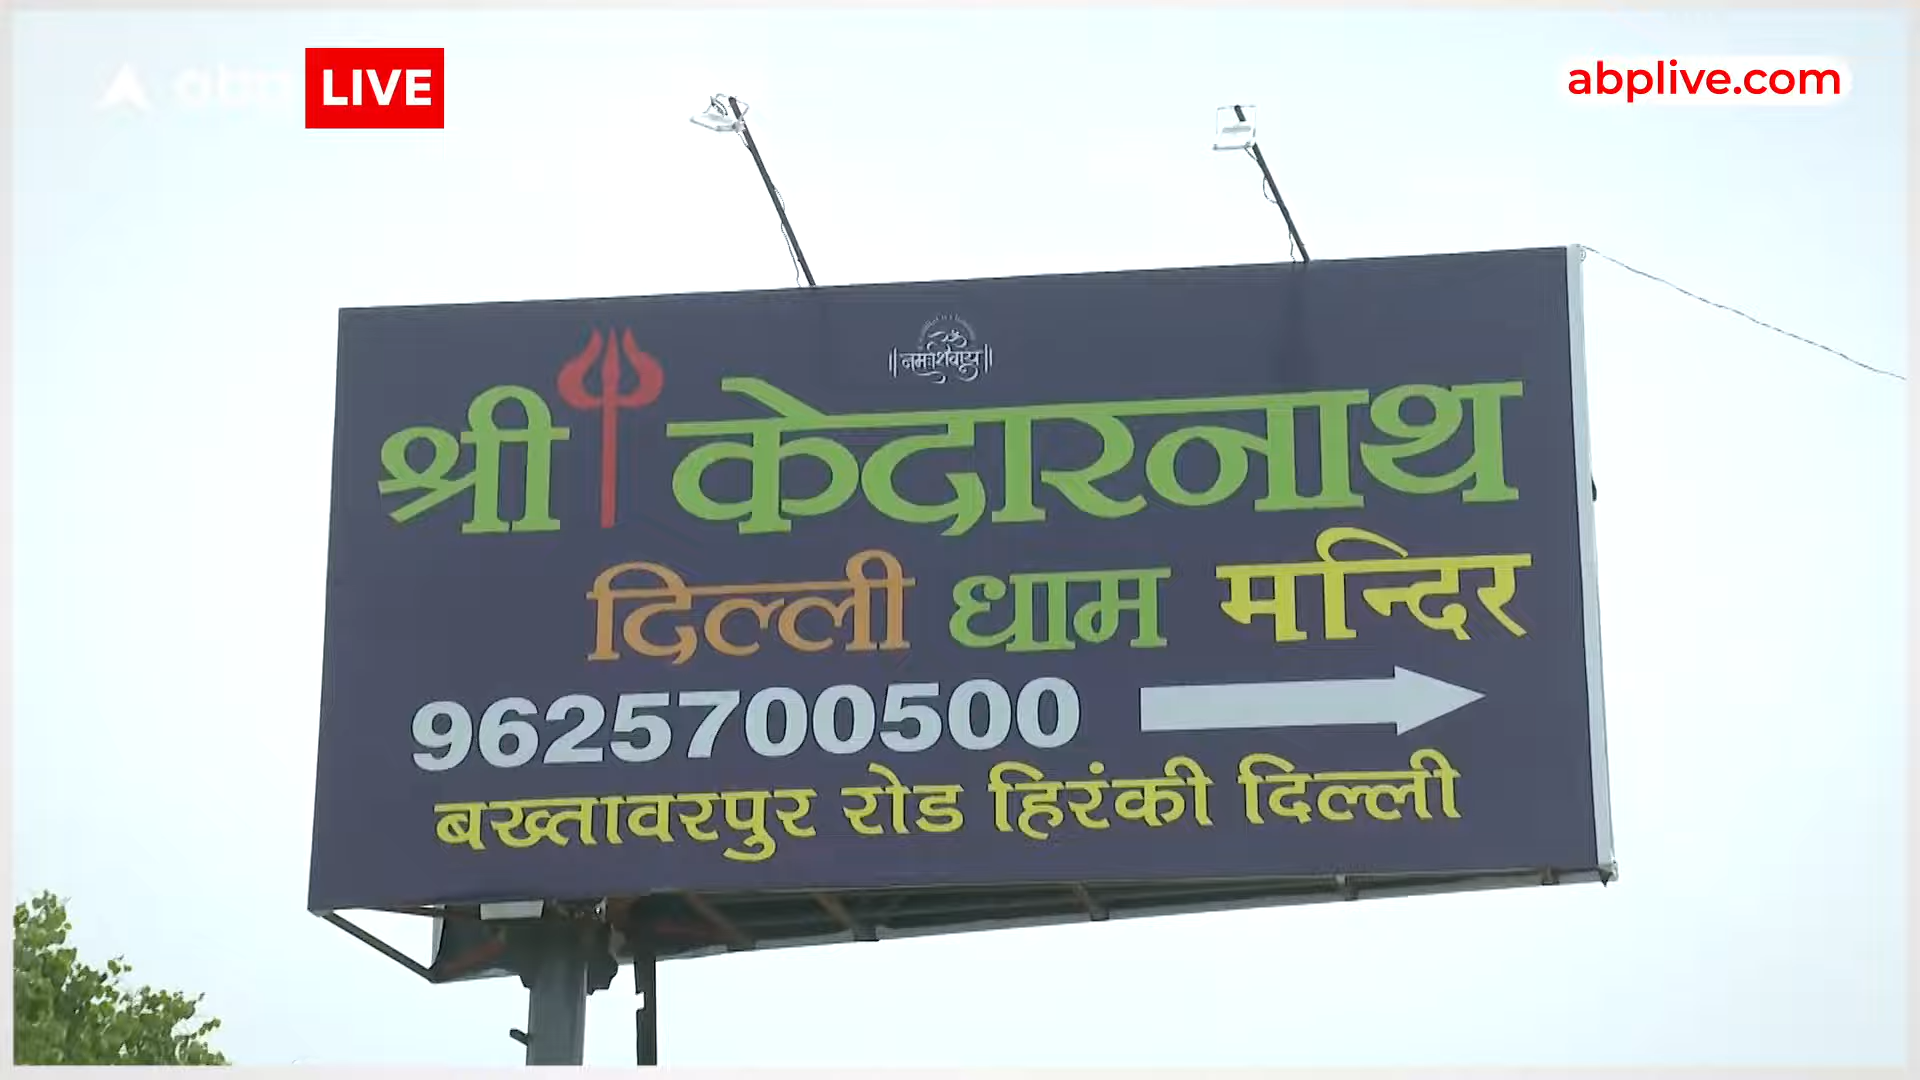 LIVE
abplive.com
॥ ॐ नमः शिवाय ॥
श्री केदारनाथ
दिल्ली धाम मन्दिर
9625700500
बख्तावरपुर रोड हिरंकी दिल्ली